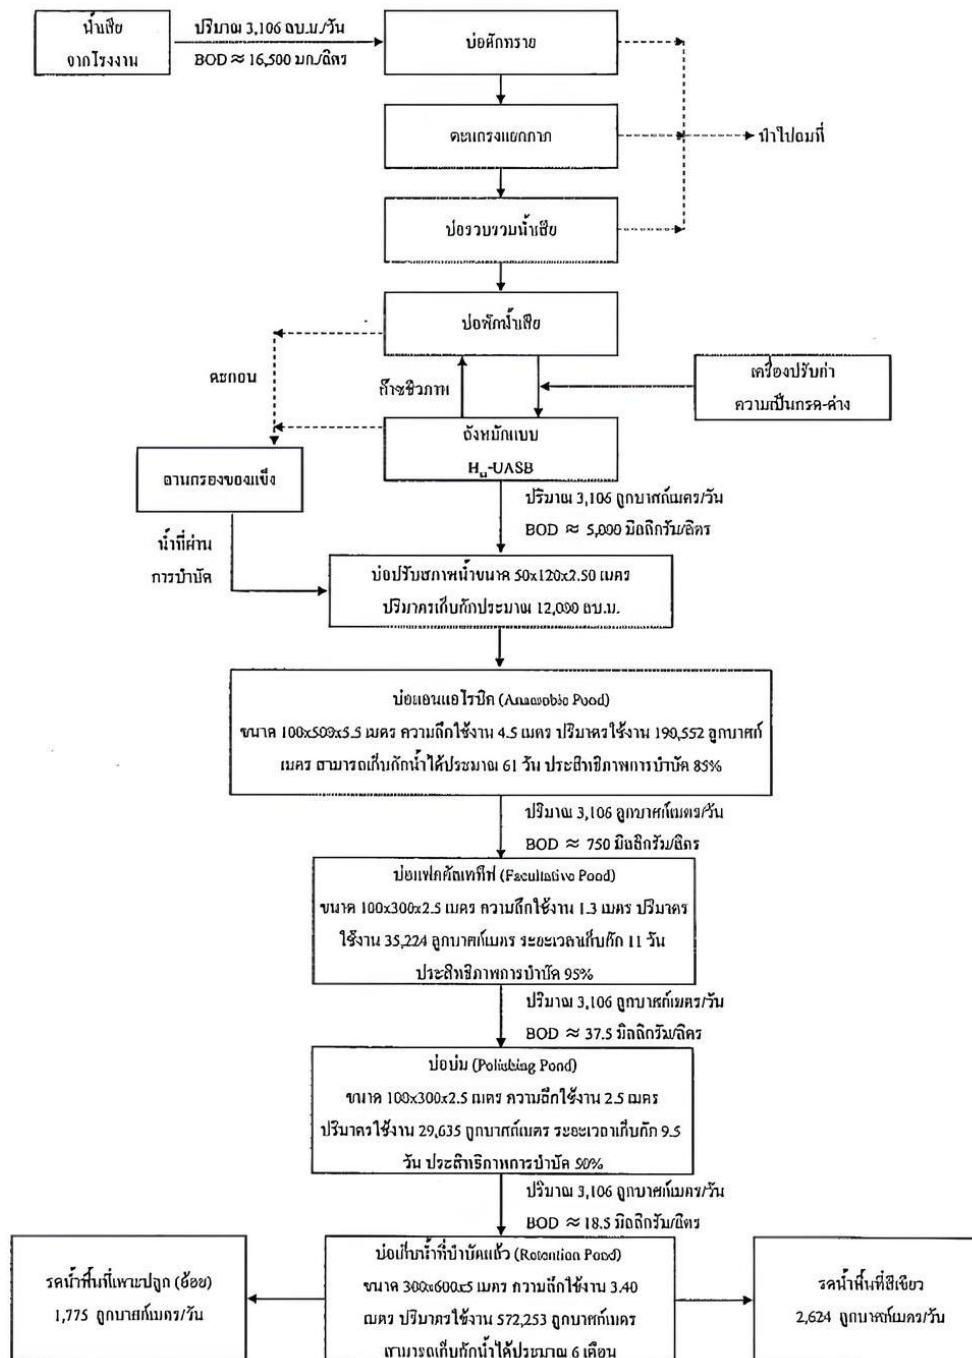 น้ำเสีย
จากโรงงาน
ปริมาณ 3,106 ลบ.ม./วัน
BOD ≈ 16,500 มก./ลิตร
บ่อดักทราย
ตะแกรงแยกกาก
นำไปถมที่
บ่อรวบรวมน้ำเสีย
บ่อพักน้ำเสีย
ตะกอน
ก๊าซชีวภาพ
เครื่องปรับค่า
ความเป็นกรด-ด่าง
ถังหมักแบบ
-UASB
ลานกรองของแข็ง
ปริมาณ 3,106 ลูกบาศก์เมตร/วัน
BOD ≈ 5,000 มิลลิกรัม/ลิตร
น้ำที่ผ่าน
การบำบัด
บ่อปรับสภาพน้ำขนาด 50x120x2.50 เมตร
ปริมาตรเก็บกักประมาณ 12,000 ลบ.ม.
บ่อแอนแอโรบิค (Anaerobic Pond)
ขนาด 100x500x5.5 เมตร ความลึกใช้งาน 4.5 เมตร ปริมาตรใช้งาน 190,552 ลูกบาศก์
เมตร สามารถเก็บกักน้ำได้ประมาณ 61 วัน ประสิทธิภาพการบำบัด 85%
ปริมาณ 3,106 ลูกบาศก์เมตร/วัน
BOD ≈ 750 มิลลิกรัม/ลิตร
บ่อแฟคคัลเททีฟ (Facultative Pond)
ขนาด 100x300x2.5 เมตร ความลึกใช้งาน 1.3 เมตร ปริมาตร
ใช้งาน 35,224 ลูกบาศก์เมตร ระยะเวลาเก็บกัก 11 วัน
ประสิทธิภาพการบำบัด 95%
ปริมาณ 3,106 ลูกบาศก์เมตร/วัน
BOD ≈ 37.5 มิลลิกรัม/ลิตร
บ่อบ่ม (Polishing Pond)
ขนาด 100x300x2.5 เมตร ความลึกใช้งาน 2.5 เมตร
ปริมาตรใช้งาน 29,635 ลูกบาศก์เมตร ระยะเวลาเก็บกัก 9.5
วัน ประสิทธิภาพการบำบัด 50%
ปริมาณ 3,106 ลูกบาศก์เมตร/วัน
BOD ≈ 18.5 มิลลิกรัม/ลิตร
รดน้ำพื้นที่เพาะปลูก (อ้อย)
1,775 ลูกบาศก์เมตร/วัน
บ่อเก็บน้ำที่บำบัดแล้ว (Retention Pond)
ขนาด 300x600x5 เมตร ความลึกใช้งาน 3.40
เมตร ปริมาตรใช้งาน 572,253 ลูกบาศก์เมตร
สามารถเก็บกักน้ำได้ประมาณ 6 เดือน
รดน้ำพื้นที่สีเขียว
2,624 ลูกบาศก์เมตร/วัน